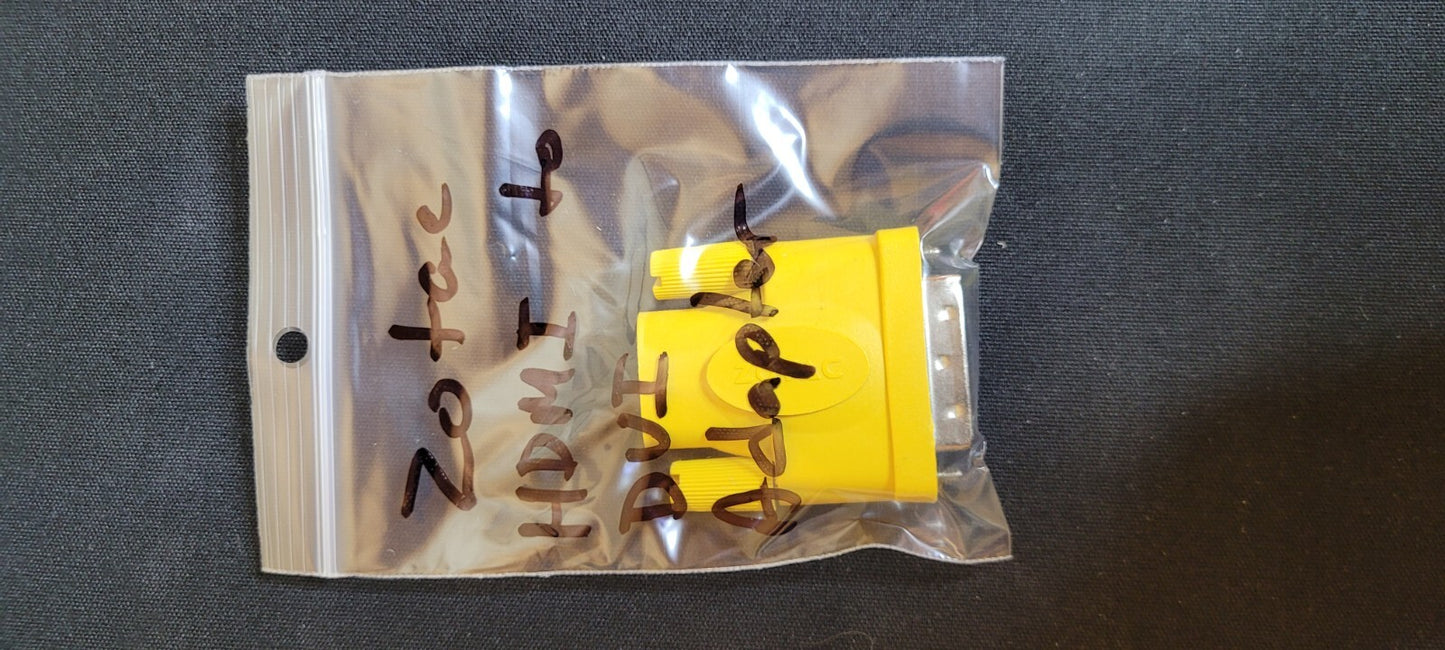 Zotac
HDMI to
DVI
Adapter